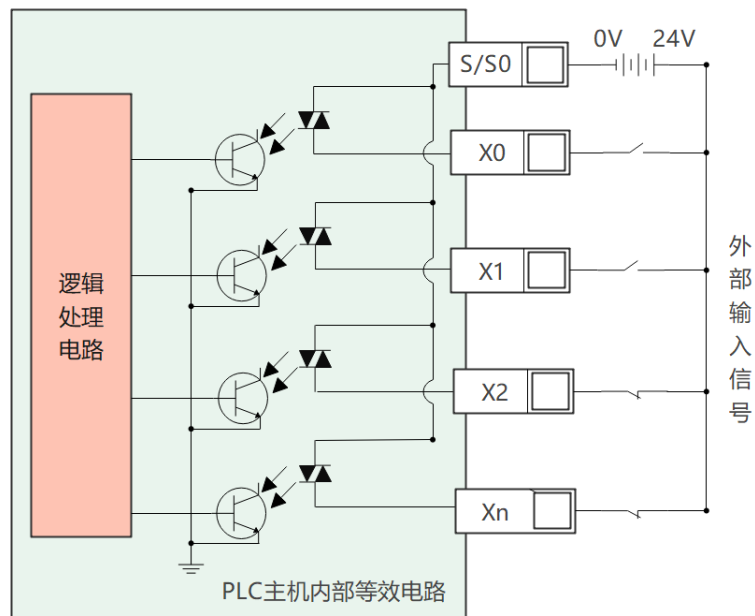 0V 24V
S/S0
X0
X1
X2
Xn
逻辑
处理
电路
外
部
输
入
信
号
PLC主机内部等效电路